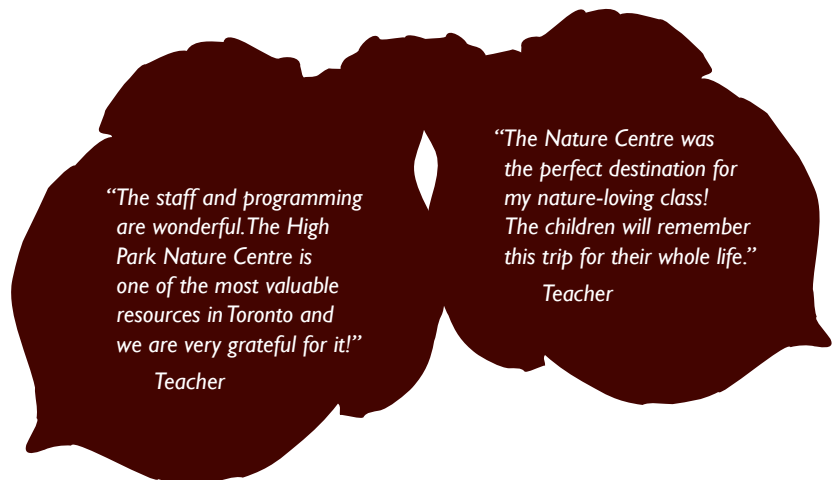 “The staff and programming
are wonderful.The High
Park Nature Centre is
one of the most valuable
resources in Toronto and
we are very grateful for it!”
Teacher
“The Nature Centre was
the perfect destination for
my nature-loving class!
The children will remember
this trip for their whole life.”
Teacher